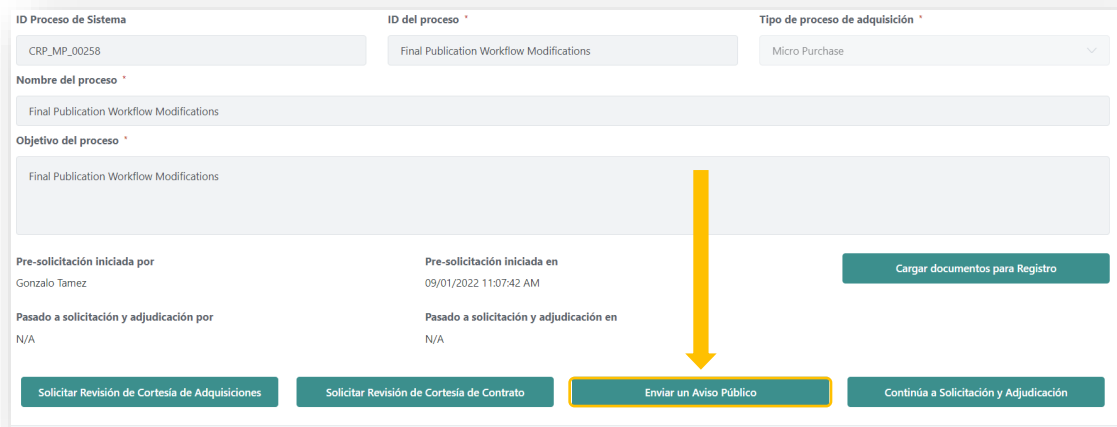 ID Proceso de Sistema
ID del proceso *
Tipo de proceso de adquisición *
CRP_MP_00258
Final Publication Workflow Modifications
Micro Purchase
Nombre del proceso *
Final Publication Workflow Modifications
Objetivo del proceso *
Final Publication Workflow Modifications
Pre-solicitación iniciada por
Pre-solicitación iniciada en
Gonzalo Tamez
09/01/2022 11:07:42 AM
Cargar documentos para Registro
Pasado a solicitación y adjudicación por
Pasado a solicitación y adjudicación en
N/A
N/A
Solicitar Revisión de Cortesía de Adquisiciones
Solicitar Revisión de Cortesía de Contrato
Enviar un Aviso Público
Continúa a Solicitación y Adjudicación